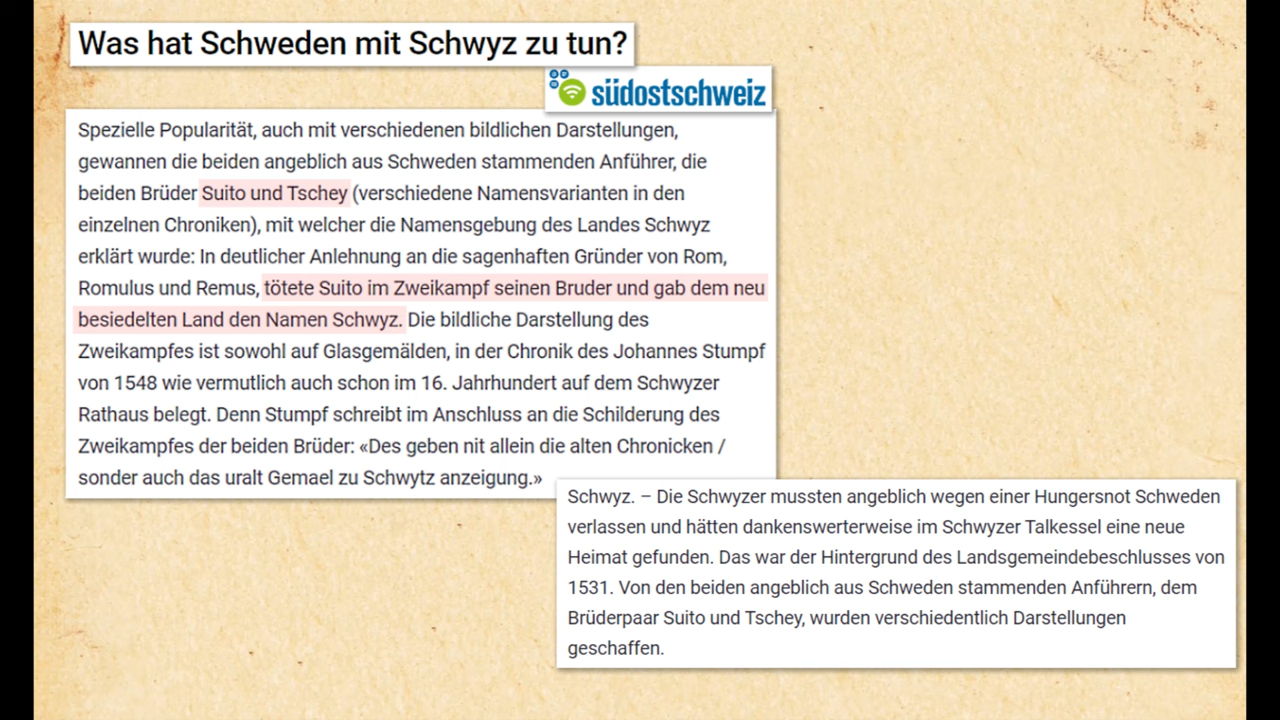 Was hat Schweden mit Schwyz zu tun?
südostschweiz
Spezielle Popularität, auch mit verschiedenen bildlichen Darstellungen,
gewannen die beiden angeblich aus Schweden stammenden Anführer, die
beiden Brüder Suito und Tschey (verschiedene Namensvarianten in den
einzelnen Chroniken), mit welcher die Namensgebung des Landes Schwyz
erklärt wurde: In deutlicher Anlehnung an die sagenhaften Gründer von Rom,
Romulus und Remus, tötete Suito im Zweikampf seinen Bruder und gab dem neu
besiedelten Land den Namen Schwyz. Die bildliche Darstellung des
Zweikampfes ist sowohl auf Glasgemälden, in der Chronik des Johannes Stumpf
von 1548 wie vermutlich auch schon im 16. Jahrhundert auf dem Schwyzer
Rathaus belegt. Denn Stumpf schreibt im Anschluss an die Schilderung des
Zweikampfes der beiden Brüder: «Des geben nit allein die alten Chronicken /
sonder auch das uralt Gemael zu Schwytz anzeigung.»
Schwyz. – Die Schwyzer mussten angeblich wegen einer Hungersnot Schweden
verlassen und hätten dankenswerterweise im Schwyzer Talkessel eine neue
Heimat gefunden. Das war der Hintergrund des Landsgemeindebeschlusses von
1531. Von den beiden angeblich aus Schweden stammenden Anführern, dem
Brüderpaar Suito und Tschey, wurden verschiedentlich Darstellungen
geschaffen.